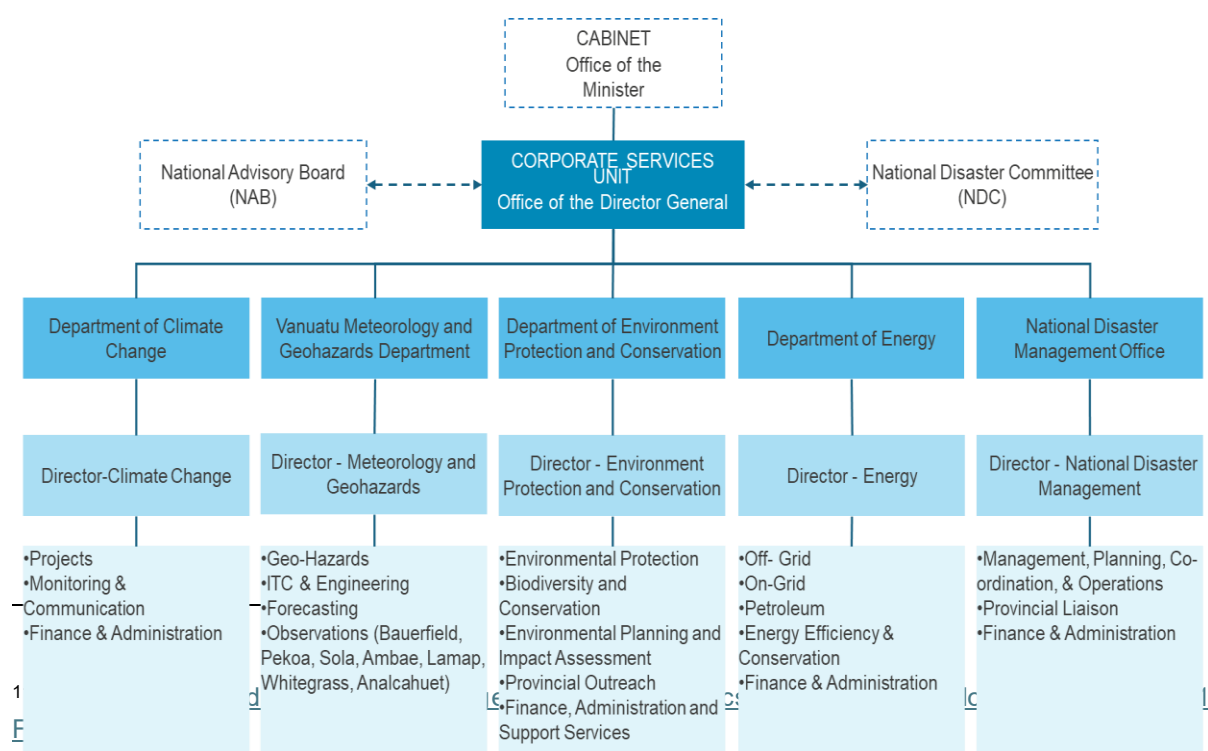 CABINET
Office of the
Minister
National Advisory Board
(NAB)
CORPORATE SERVICES
UNIT
Office of the Director General
National Disaster Committee
(NDC)
Department of Climate
Change
Vanuatu Meteorology and
Geohazards Department
Department of Environment
Protection and Conservation
Department of Energy
National Disaster
Management Office
Director-Climate Change
Director - Meteorology and
Geohazards
Director - Environment
Protection and Conservation
Director - Energy
Director - National Disaster
Management
•Projects
•Monitoring &
Communication
•Finance & Administration
•Geo-Hazards
•ITC & Engineering
•Forecasting
•Observations (Bauerfield,
Pekoa, Sola, Ambae, Lamap,
Whitegrass, Analcahuet)
•Environmental Protection
•Biodiversity and
Conservation
•Environmental Planning and
Impact Assessment
•Provincial Outreach
•Finance, Administration and
Support Services
•Off- Grid
•On-Grid
•Petroleum
•Energy Efficiency &
Conservation
•Finance & Administration
•Management, Planning, Co-
ordination, & Operations
•Provincial Liaison
•Finance & Administration
1